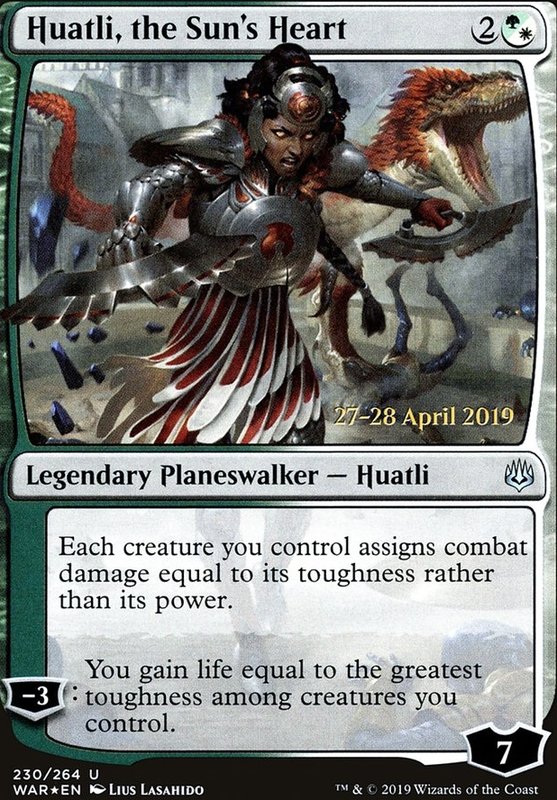 Huatli, the Sun's Heart 2
27–28 April 2019
Legendary Planeswalker — Huatli
Each creature you control assigns combat
damage equal to its toughness rather
than its power.
−3: You gain life equal to the greatest
toughness among creatures you
control.
7
230/264 U
WAR★EN Lius Lasahido
™ & © 2019 Wizards of the Coast